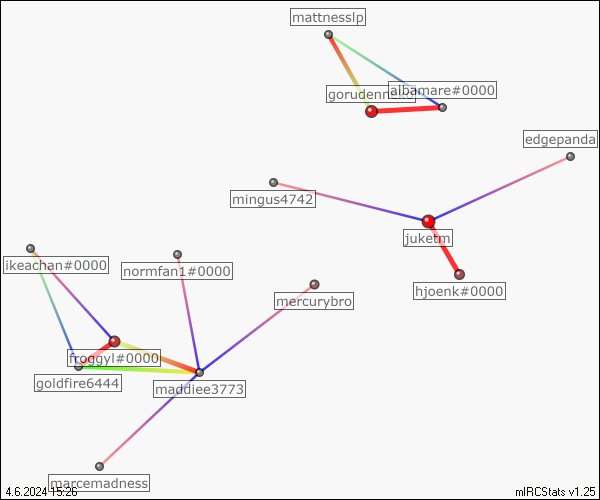 mattnesslp
albamare#0000
edgepanda
mingus4742
juketm
ikeachan#0000
normfan1#0000
hjoenk#0000
mercurybro
froggyl#0000
goldfire6444
maddiee3773
marcemadness
4.6.2024 15:26
mIRCStats v1.25